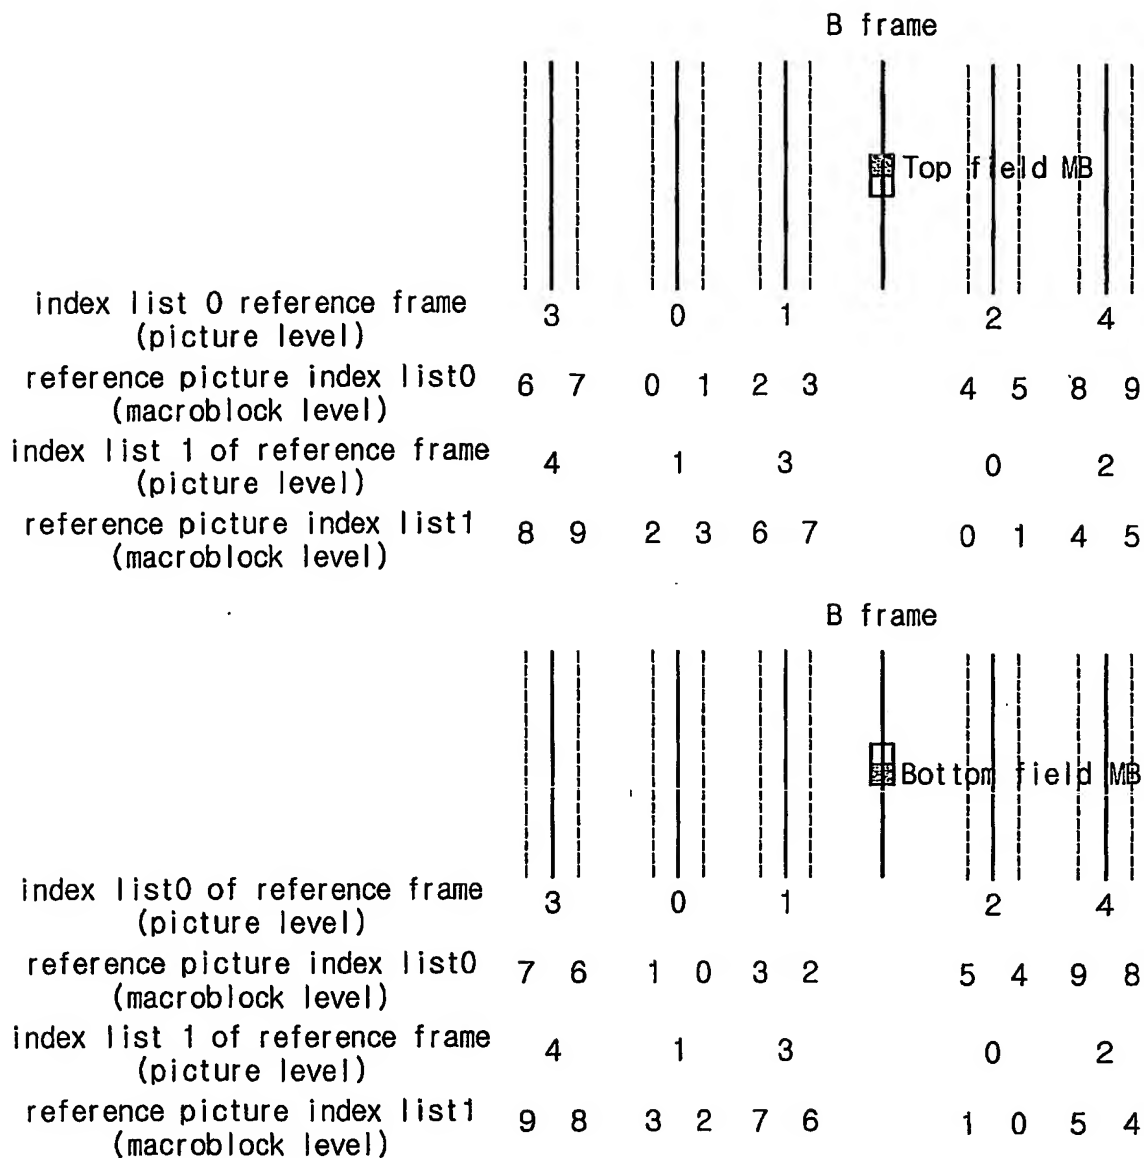 B frame
Top field MB
index list 0 reference frame
(picture level)
3 0 1 2 4
reference picture index list0
(macroblock level)
6 7 0 1 2 3 4 5 8 9
index list 1 of reference frame
(picture level)
4 1 3 0 2
reference picture index list1
(macroblock level)
8 9 2 3 6 7 0 1 4 5
B frame
Bottom field MB
index list0 of reference frame
(picture level)
3 0 1 2 4
reference picture index list0
(macroblock level)
7 6 1 0 3 2 5 4 9 8
index list 1 of reference frame
(picture level)
4 1 3 0 2
reference picture index list1
(macroblock level)
9 8 3 2 7 6 1 0 5 4